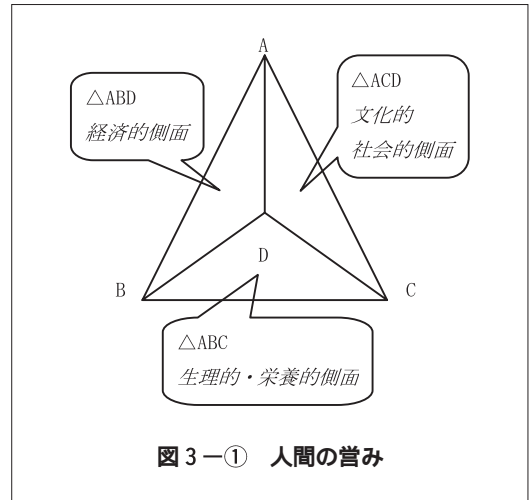 A
△ABD
経済的側面
△ACD
文化的
社会的側面
D
B
C
△ABC
生理的・栄養的側面
図3－① 人間の営み